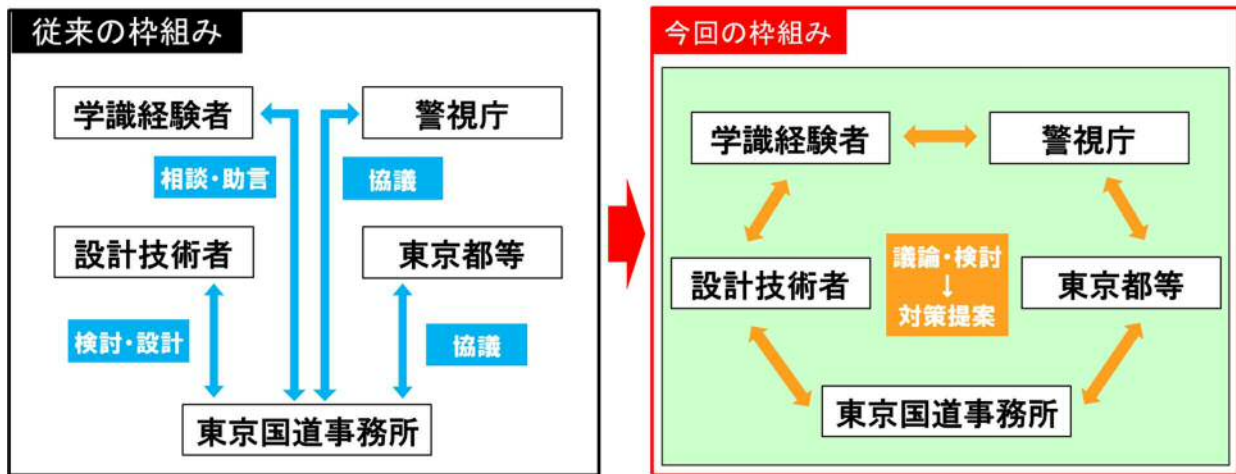 従来の枠組み
学識経験者
警視庁
相談・助言
協議
設計技術者
東京都等
検討・設計
協議
東京国道事務所
今回の枠組み
学識経験者
警視庁
設計技術者
議論・検討
↓
対策提案
東京都等
東京国道事務所